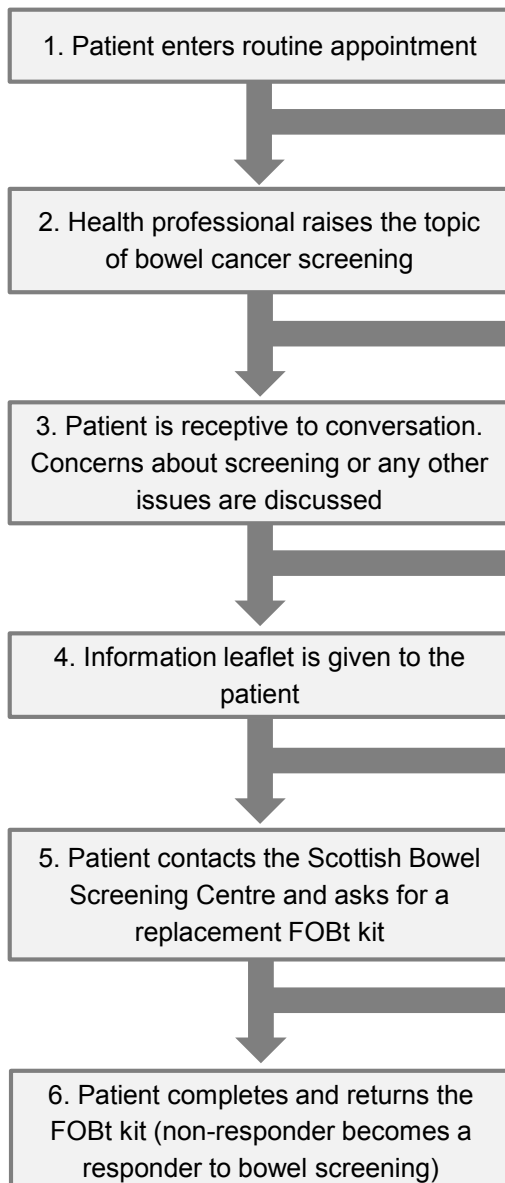 1. Patient enters routine appointment
2. Health professional raises the topic
of bowel cancer screening
3. Patient is receptive to conversation.
Concerns about screening or any other
issues are discussed
4. Information leaflet is given to the
patient
5. Patient contacts the Scottish Bowel
Screening Centre and asks for a
replacement FOBt kit
6. Patient completes and returns the
FOBt kit (non-responder becomes a
responder to bowel screening)